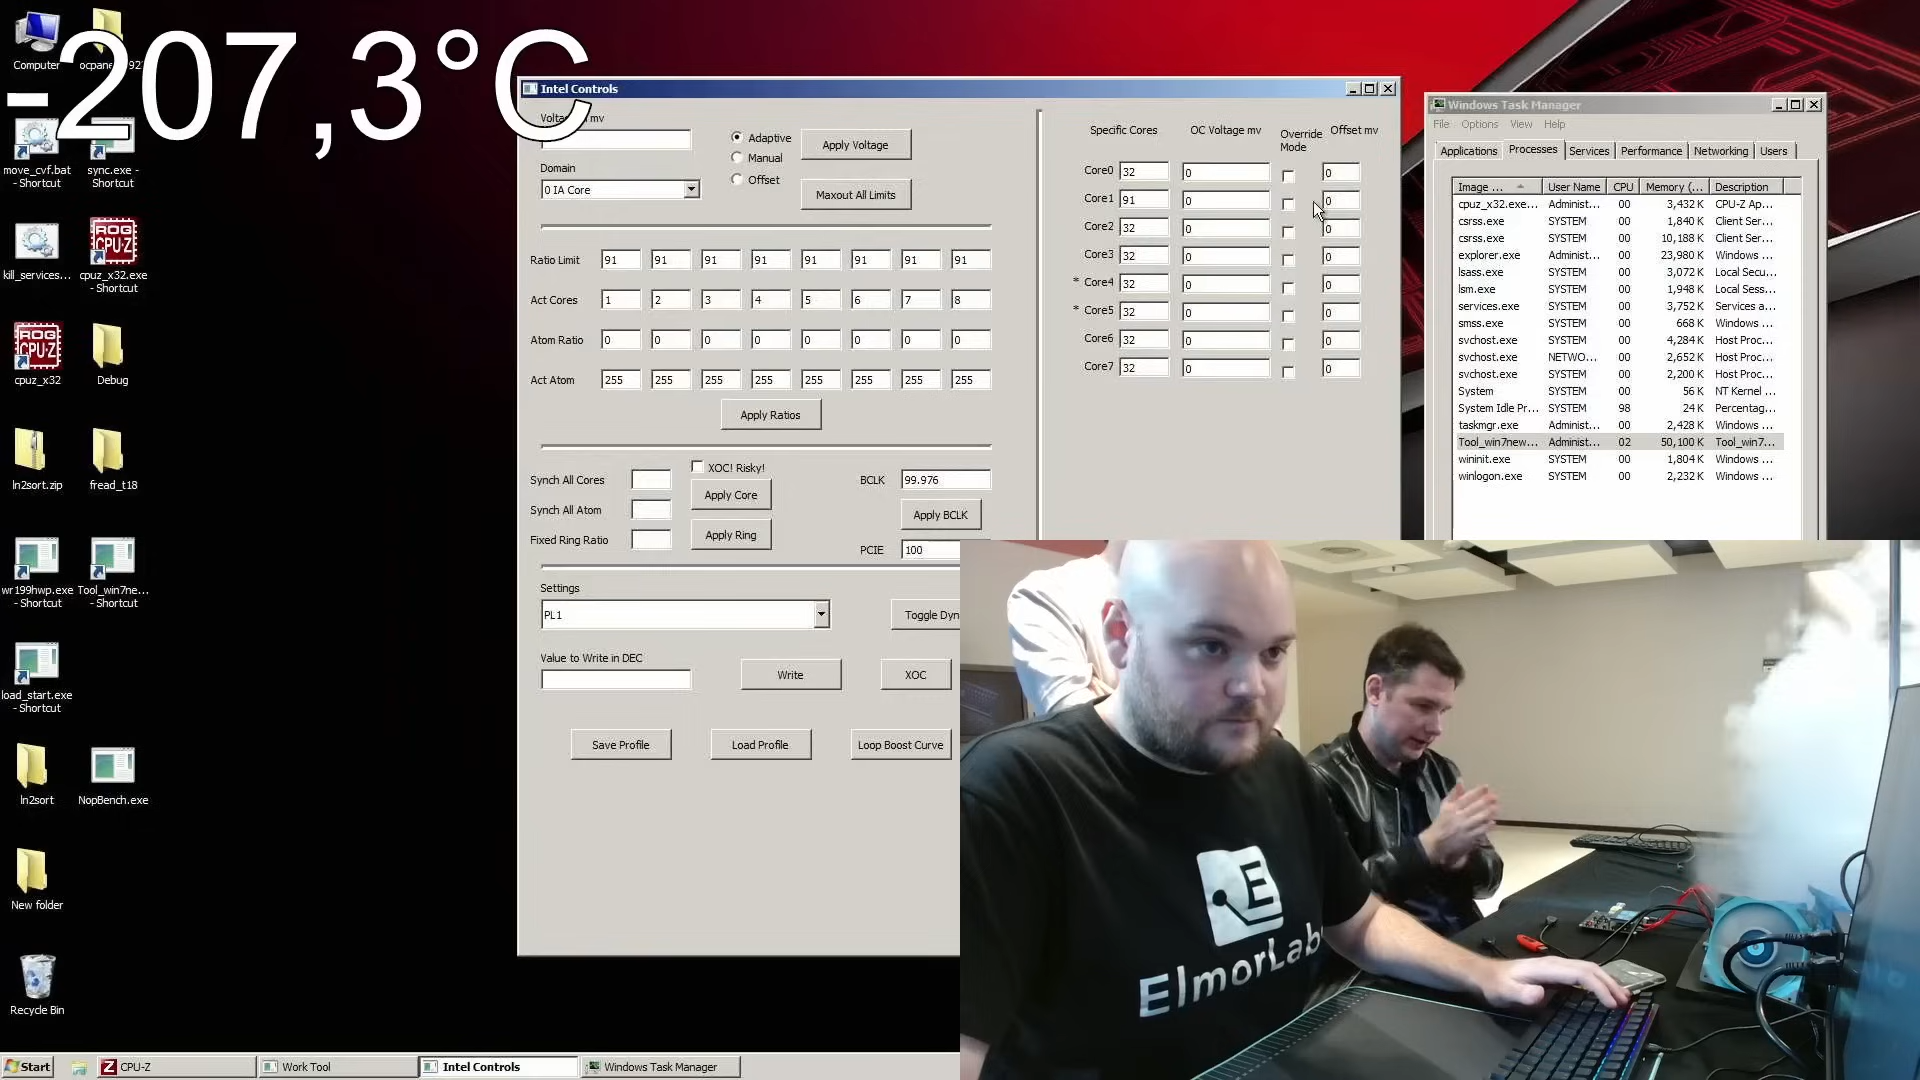 -207,3°C
Computer
move_cvf.bat
- Shortcut
sync.exe -
Shortcut
kill_services...
cpuz_x32.exe
- Shortcut
ROG
CPU-Z
ROG
CPU-Z
cpuz_x32
Debug
ln2sort.zip
fread_t18
wr199hwp.exe
- Shortcut
Tool_win7ne...
- Shortcut
load_start.exe
- Shortcut
ln2sort
NopBench.exe
New folder
Recycle Bin
Intel Controls
Adaptive
Manual
Offset
Apply Voltage
Domain
0 IA Core
Maxout All Limits
Ratio Limit 91 91 91 91 91 91 91 91
Act Cores 1 2 3 4 5 6 7 8
Atom Ratio 0 0 0 0 0 0 0 0
Act Atom 255 255 255 255 255 255 255 255
Apply Ratios
Synch All Cores
XOC! Risky!
Apply Core
BCLK 99.976
Synch All Atom
Apply BCLK
Fixed Ring Ratio
Apply Ring
PCIE 100
Settings
PL1
Toggle Dyn
Value to Write in DEC
Write
XOC
Save Profile
Load Profile
Loop Boost Curve
Specific Cores OC Voltage mv Override Mode Offset mv
Core0 32 0 0
Core1 91 0 0
Core2 32 0 0
Core3 32 0 0
* Core4 32 0 0
* Core5 32 0 0
Core6 32 0 0
Core7 32 0 0
Windows Task Manager
File Options View Help
Applications Processes Services Performance Networking Users
Image ... User Name CPU Memory (... Description
cpuz_x32.exe... Administ... 00 3,432 K CPU-Z Ap...
csrss.exe SYSTEM 00 1,840 K Client Ser...
csrss.exe SYSTEM 00 10,188 K Client Ser...
explorer.exe Administ... 00 23,980 K Windows ...
lsass.exe SYSTEM 00 3,072 K Local Secu...
lsm.exe SYSTEM 00 1,948 K Local Sess...
services.exe SYSTEM 00 3,752 K Services a...
smss.exe SYSTEM 00 668 K Windows ...
svchost.exe SYSTEM 00 4,284 K Host Proc...
svchost.exe NETWO... 00 2,652 K Host Proc...
svchost.exe SYSTEM 00 2,200 K Host Proc...
System SYSTEM 00 56 K NT Kernel ...
System Idle Pr... SYSTEM 98 24 K Percentag...
taskmgr.exe Administ... 00 2,428 K Windows ...
Tool_win7new... Administ... 02 50,100 K Tool_win7...
wininit.exe SYSTEM 00 1,804 K Windows ...
winlogon.exe SYSTEM 00 2,232 K Windows ...
ElmorLab
Start
CPU-Z
Work Tool
Intel Controls
Windows Task Manager